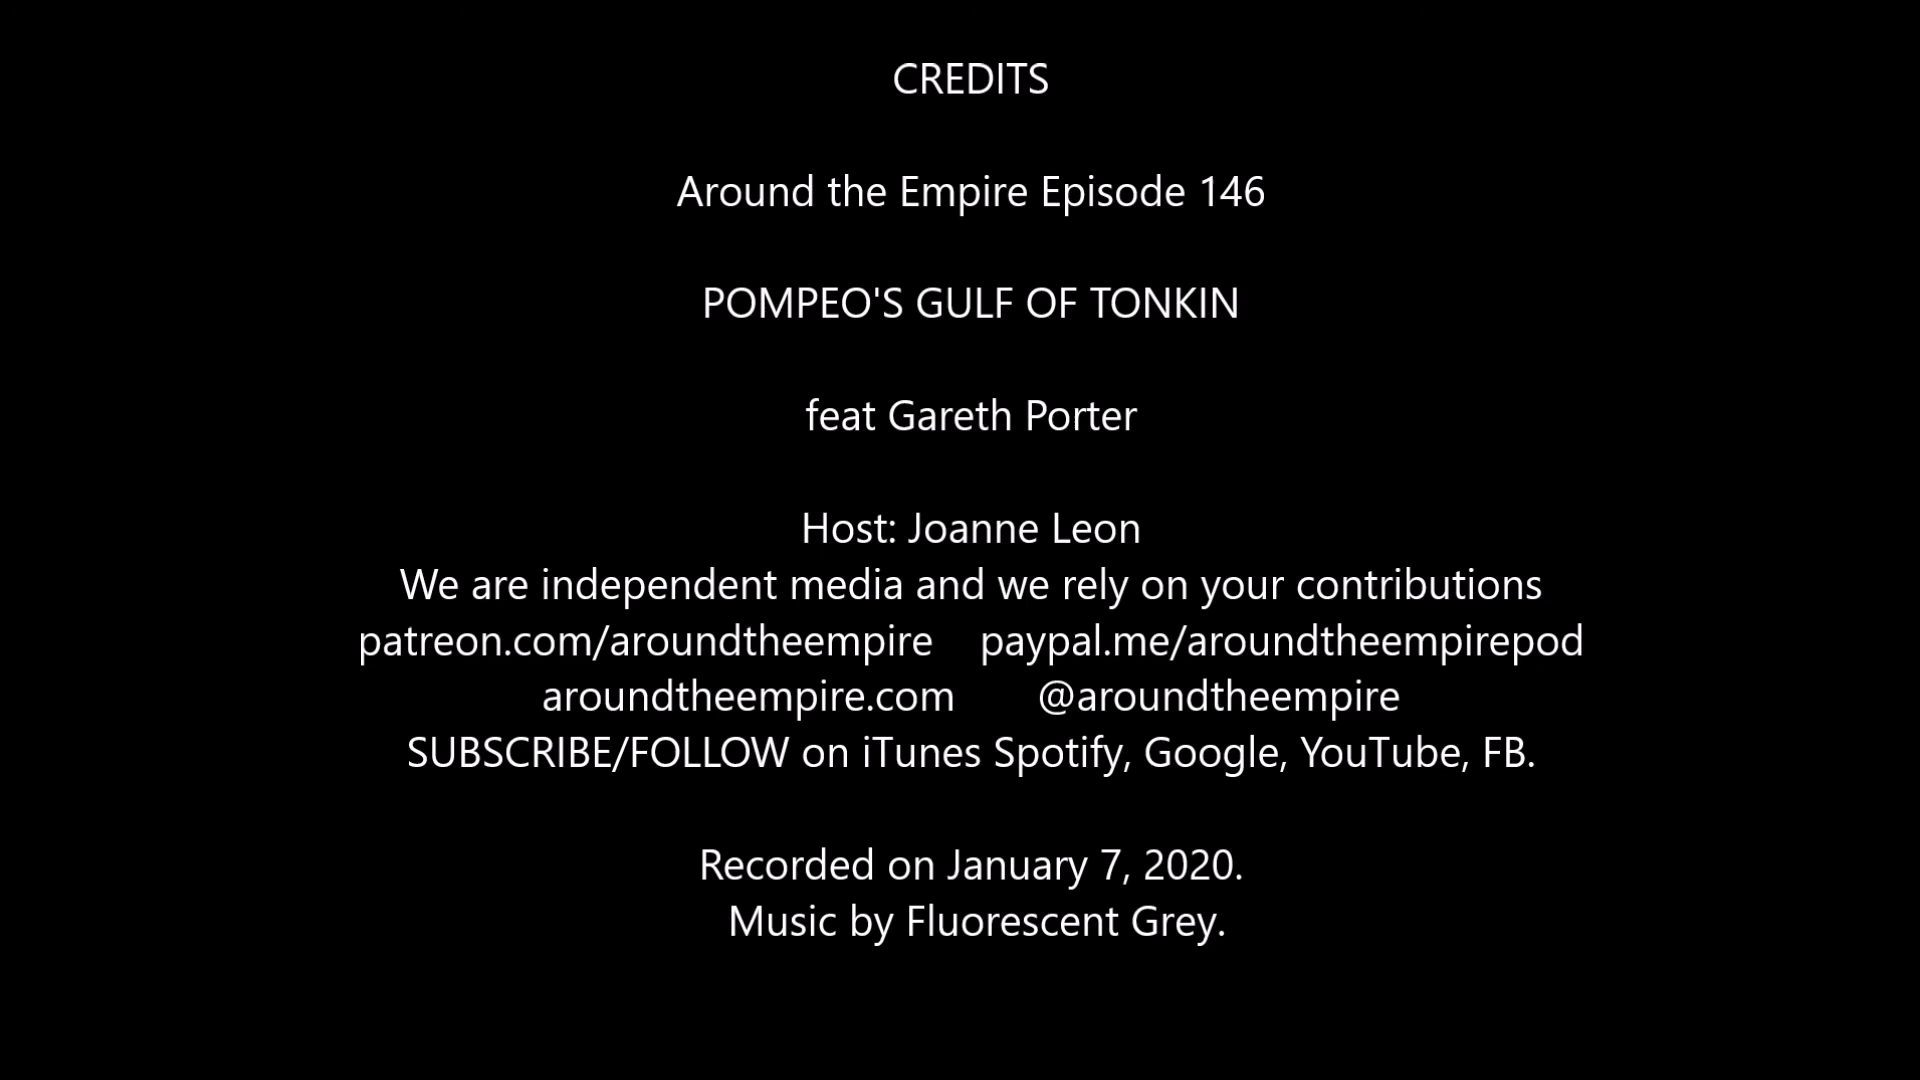 CREDITS
Around the Empire Episode 146
POMPEO'S GULF OF TONKIN
feat Gareth Porter
Host: Joanne Leon
We are independent media and we rely on your contributions
patreon.com/aroundtheempire paypal.me/aroundtheempirepod
aroundtheempire.com @aroundtheempire
SUBSCRIBE/FOLLOW on iTunes Spotify, Google, YouTube, FB.
Recorded on January 7, 2020.
Music by Fluorescent Grey.